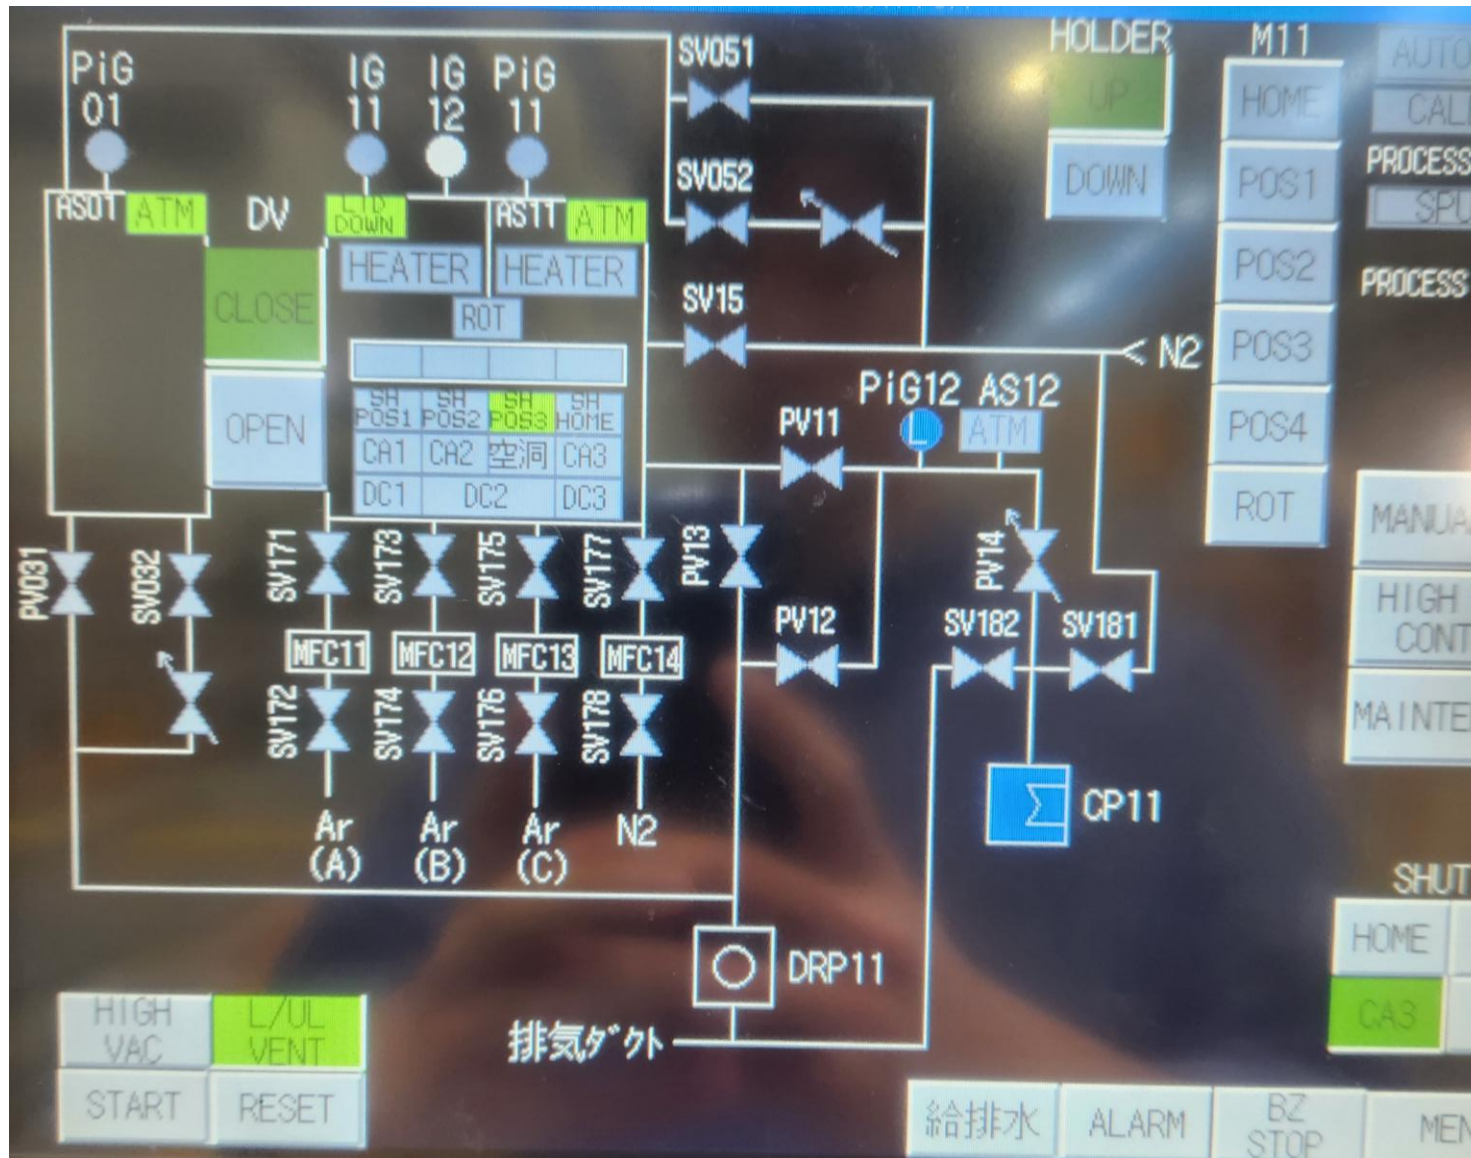 PiG
01
IG
11
IG
12
PiG
11
SV051
HOLDER
UP
DOWN
M11
HOME
POS1
POS2
POS3
POS4
ROT
AUTO
PROCESS
PROCESS
SV052
AS01
ATM
DV
LID
DOWN
AS11
ATM
CLOSE
OPEN
HEATER
HEATER
ROT
SV15
N2
SH
POS1
SH
POS2
SH
POS3
SH
HOME
CA1
CA2
空洞
CA3
DC1
DC2
DC3
PiG12
AS12
L
ATM
PV11
PV031
SV032
SV171
SV173
SV175
SV177
PV13
PV14
PV12
SV182
SV181
MFC11
MFC12
MFC13
MFC14
SV172
SV174
SV176
SV178
Ar
(A)
Ar
(B)
Ar
(C)
N2
CP11
DRP11
排気ダクト
HIGH
VAC
L/UL
VENT
START
RESET
HIGH
CONT
SHUT
HOME
CA3
給排水
ALARM
BZ
STOP